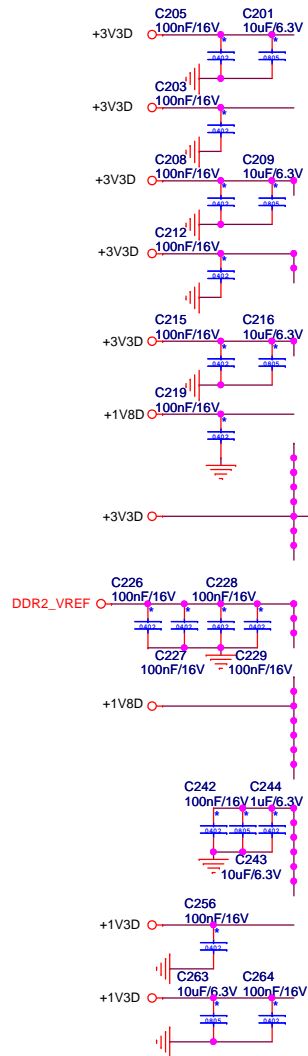 C205 C201
100nF/16V 10uF/6.3V
+3V3D
0402 0805
C203
100nF/16V
+3V3D
0402
C208 C209
100nF/16V 10uF/6.3V
+3V3D
0402 0805
C212
100nF/16V
+3V3D
0402
C215 C216
100nF/16V 10uF/6.3V
+3V3D
0402 0805
C219
100nF/16V
+1V8D
0402
+3V3D
C226 C228
100nF/16V 100nF/16V
DDR2_VREF
0402 0402 0402 0402
C227 C229
100nF/16V 100nF/16V
+1V8D
C242 C244
100nF/16V 1uF/6.3V
0402 0805 0402
C243
10uF/6.3V
C256
100nF/16V
+1V3D
0402
C263 C264
10uF/6.3V 100nF/16V
+1V3D
0805 0402